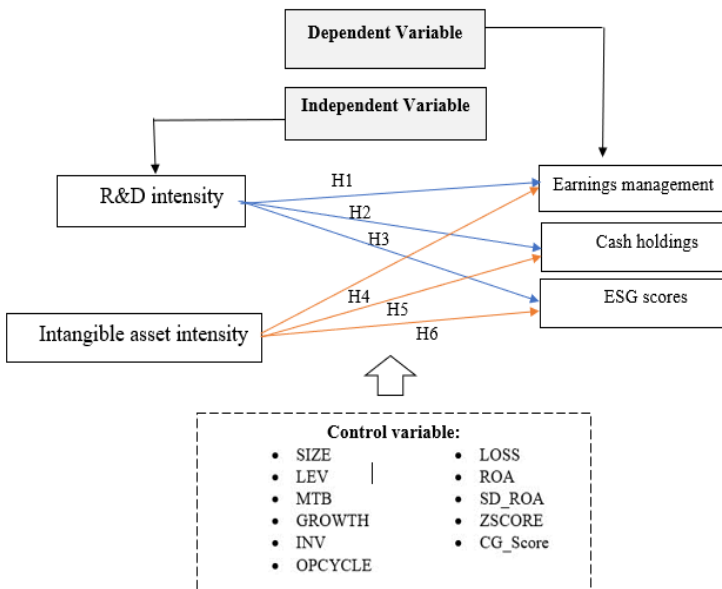 Dependent Variable
Independent Variable
R&D intensity
Intangible asset intensity
H1
H2
H3
H4
H5
H6
Earnings management
Cash holdings
ESG scores
Control variable:
• SIZE
• LEV
• MTB
• GROWTH
• INV
• OPCYCLE
• LOSS
• ROA
• SD_ROA
• ZSCORE
• CG_Score